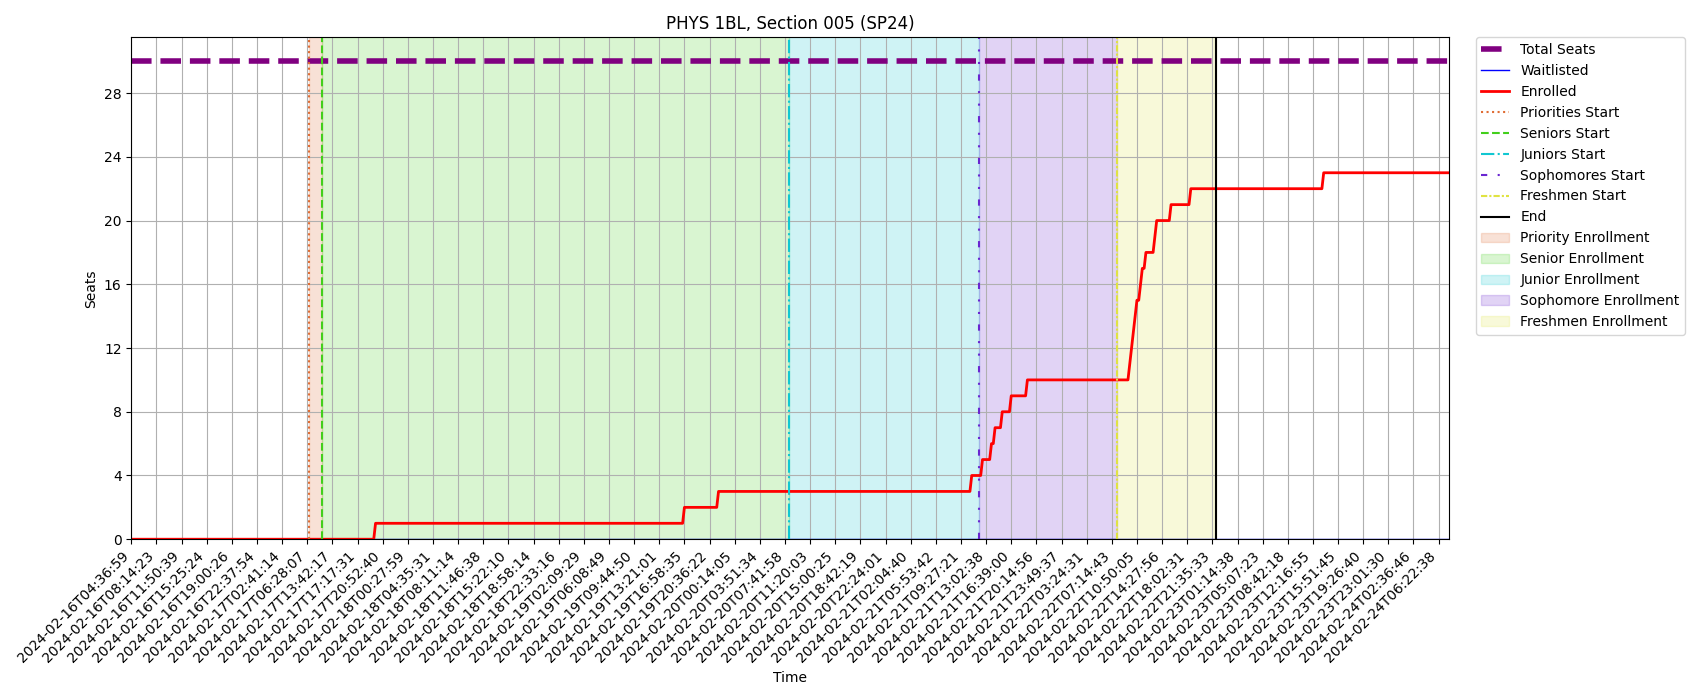 PHYS 1BL, Section 005 (SP24)
Total Seats
Waitlisted
Enrolled
Priorities Start
Seniors Start
Juniors Start
Sophomores Start
Freshmen Start
End
Priority Enrollment
Senior Enrollment
Junior Enrollment
Sophomore Enrollment
Freshmen Enrollment
Seats
28
24
20
16
12
8
4
0
2024-02-16T04:36:59
2024-02-16T08:14:23
2024-02-16T11:50:39
2024-02-16T15:25:24
2024-02-16T19:00:26
2024-02-16T22:37:54
2024-02-17T02:41:14
2024-02-17T06:28:07
2024-02-17T13:42:17
2024-02-17T17:17:31
2024-02-17T20:52:40
2024-02-18T00:27:59
2024-02-18T04:35:31
2024-02-18T08:11:14
2024-02-18T11:46:38
2024-02-18T15:22:10
2024-02-18T18:58:14
2024-02-18T22:33:16
2024-02-19T02:09:29
2024-02-19T06:08:49
2024-02-19T09:44:50
2024-02-19T13:21:01
2024-02-19T16:58:35
2024-02-19T20:36:22
2024-02-20T00:14:05
2024-02-20T03:51:34
2024-02-20T07:41:58
2024-02-20T11:20:03
2024-02-20T15:00:25
2024-02-20T18:42:19
2024-02-20T22:24:01
2024-02-21T02:04:40
2024-02-21T05:53:42
2024-02-21T09:27:21
2024-02-21T13:02:38
2024-02-21T16:39:00
2024-02-21T20:14:56
2024-02-21T23:49:37
2024-02-22T03:24:31
2024-02-22T07:14:43
2024-02-22T10:50:05
2024-02-22T14:27:56
2024-02-22T18:02:31
2024-02-22T21:35:33
2024-02-23T01:14:38
2024-02-23T05:07:23
2024-02-23T08:42:18
2024-02-23T12:16:55
2024-02-23T15:51:45
2024-02-23T19:26:40
2024-02-23T23:01:30
2024-02-24T02:36:46
2024-02-24T06:22:38
Time